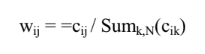 wij = =cij / Sumk,N(cik)